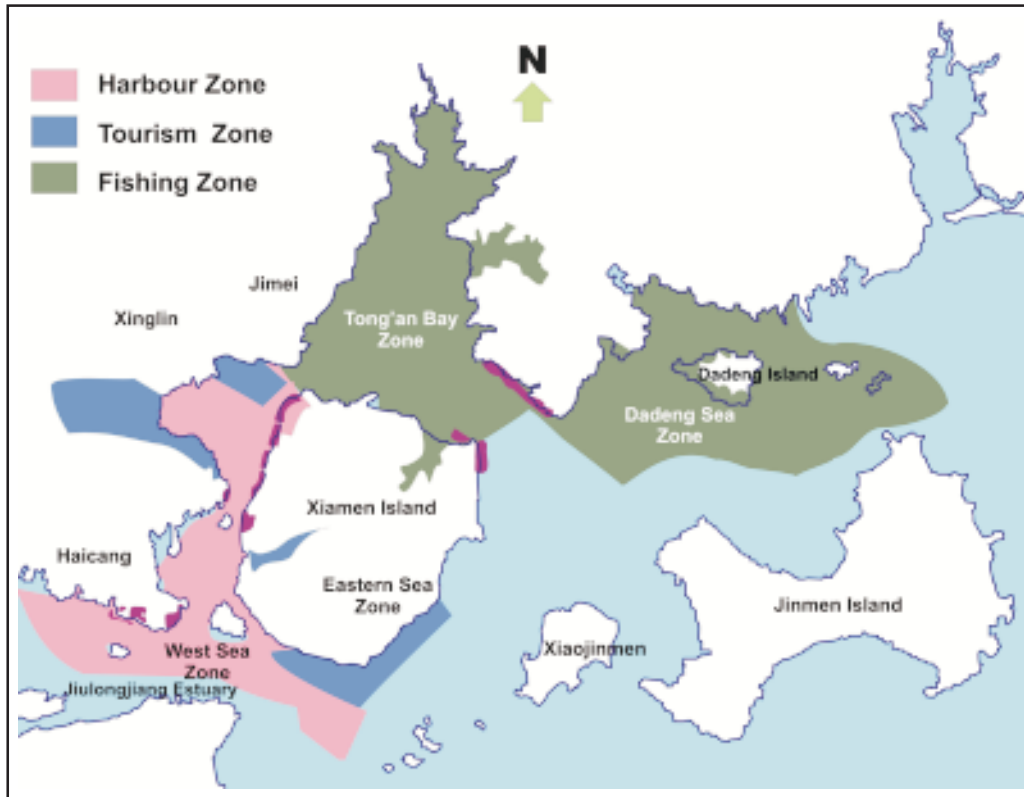 N
Harbour Zone
Tourism Zone
Fishing Zone
Jimei
Xinglin
Tong'an Bay
Zone
Dadeng Island
Dadeng Sea
Zone
Xiamen Island
Haicang
Eastern Sea
Zone
Jinmen Island
Xiaojinmen
West Sea
Zone
Jiulongjiang Estuary